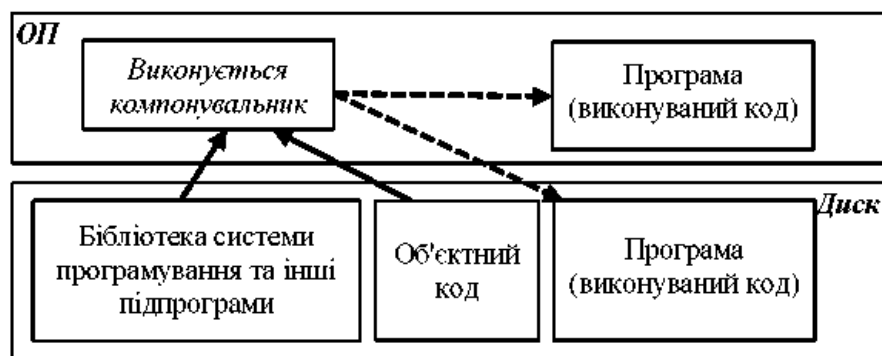 ОП
Виконується
компонувальник
Програма
(виконуваний код)
Диск
Бібліотека системи
програмування та інші
підпрограми
Об'єктний
код
Програма
(виконуваний код)